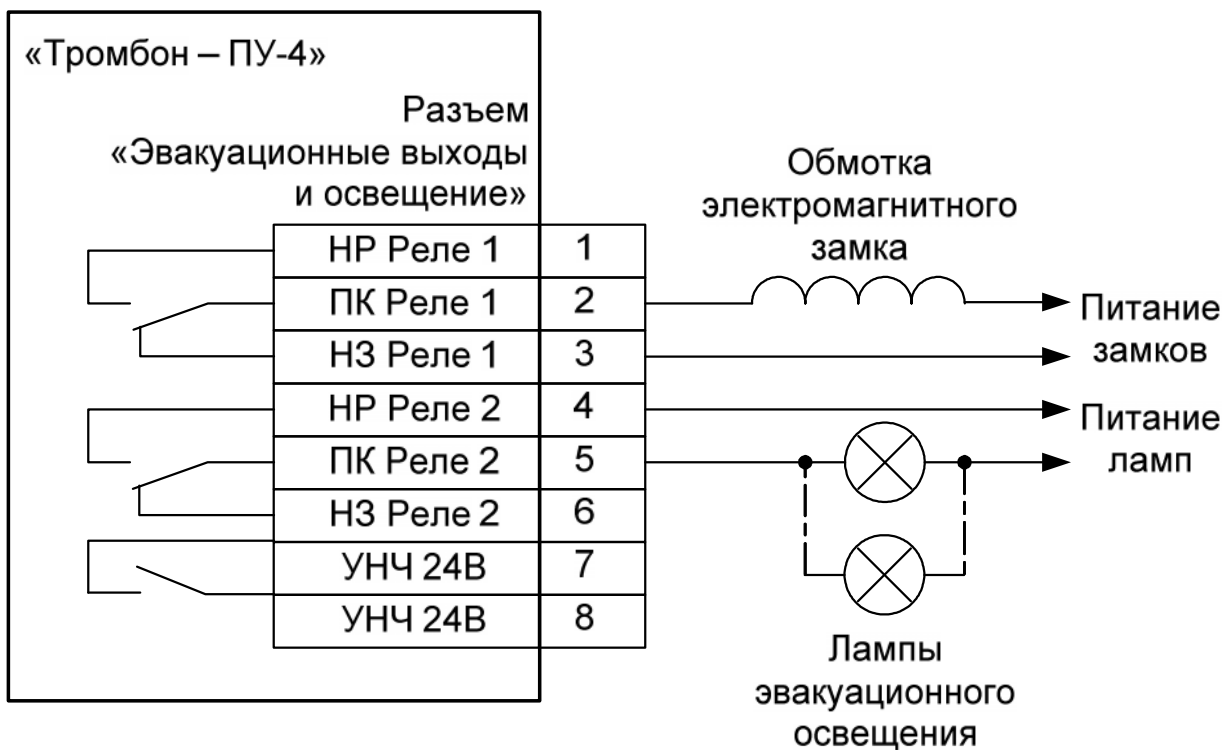 «Тромбон – ПУ-4»
Разъем
«Эвакуационные выходы
и освещение»
НР Реле 1 1
ПК Реле 1 2
НЗ Реле 1 3
НР Реле 2 4
ПК Реле 2 5
НЗ Реле 2 6
УНЧ 24В 7
УНЧ 24В 8
Обмотка
электромагнитного
замка
Питание
замков
Питание
ламп
Лампы
эвакуационного
освещения